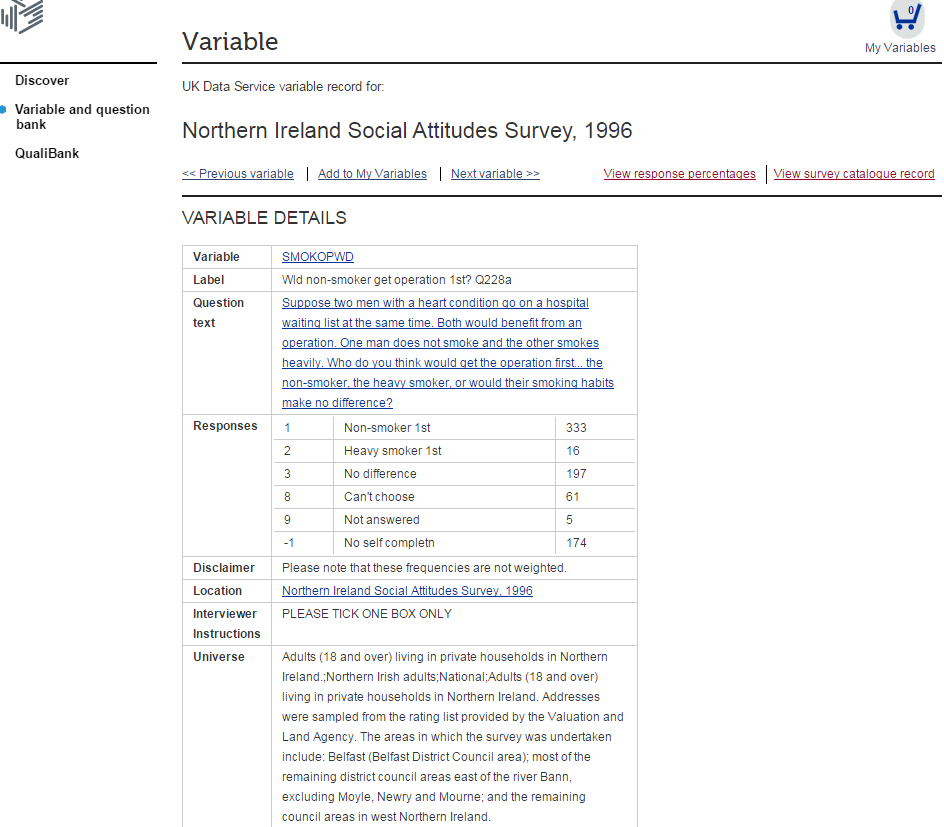 0
My Variables
Variable
Discover
Variable and question
bank
QualiBank
UK Data Service variable record for:
Northern Ireland Social Attitudes Survey, 1996
<< Previous variable | Add to My Variables | Next variable >> View response percentages | View survey catalogue record
VARIABLE DETAILS
Variable SMOKOPWD
Label Wld non-smoker get operation 1st? Q228a
Question text
Suppose two men with a heart condition go on a hospital
waiting list at the same time. Both would benefit from an
operation. One man does not smoke and the other smokes
heavily. Who do you think would get the operation first... the
non-smoker, the heavy smoker, or would their smoking habits
make no difference?
Responses
1 Non-smoker 1st 333
2 Heavy smoker 1st 16
3 No difference 197
8 Can't choose 61
9 Not answered 5
-1 No self completn 174
Disclaimer Please note that these frequencies are not weighted.
Location Northern Ireland Social Attitudes Survey, 1996
Interviewer Instructions PLEASE TICK ONE BOX ONLY
Universe
Adults (18 and over) living in private households in Northern
Ireland.;Northern Irish adults;National;Adults (18 and over)
living in private households in Northern Ireland. Addresses
were sampled from the rating list provided by the Valuation and
Land Agency. The areas in which the survey was undertaken
include: Belfast (Belfast District Council area); most of the
remaining district council areas east of the river Bann,
excluding Moyle, Newry and Mourne; and the remaining
council areas in west Northern Ireland.